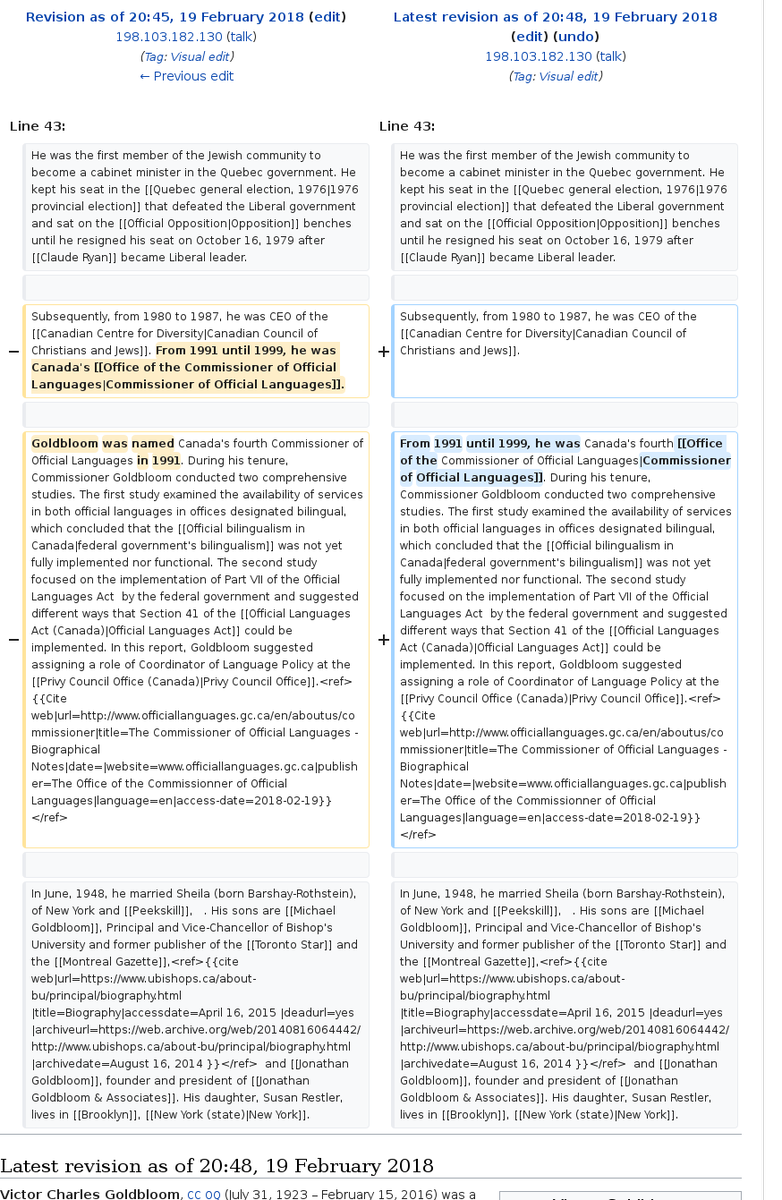 Revision as of 20:45, 19 February 2018 (edit)
198.103.182.130 (talk)
(Tag: Visual edit)
← Previous edit
Latest revision as of 20:48, 19 February 2018
(edit) (undo)
198.103.182.130 (talk)
(Tag: Visual edit)
Line 43:
He was the first member of the Jewish community to
become a cabinet minister in the Quebec government. He
kept his seat in the [[Quebec general election, 1976|1976
provincial election]] that defeated the Liberal government
and sat on the [[Official Opposition|Opposition]] benches
until he resigned his seat on October 16, 1979 after
[[Claude Ryan]] became Liberal leader.
Line 43:
He was the first member of the Jewish community to
become a cabinet minister in the Quebec government. He
kept his seat in the [[Quebec general election, 1976|1976
provincial election]] that defeated the Liberal government
and sat on the [[Official Opposition|Opposition]] benches
until he resigned his seat on October 16, 1979 after
[[Claude Ryan]] became Liberal leader.
−
Subsequently, from 1980 to 1987, he was CEO of the
[[Canadian Centre for Diversity|Canadian Council of
Christians and Jews]]. From 1991 until 1999, he was
Canada's [[Office of the Commissioner of Official
Languages|Commissioner of Official Languages]].
+
Subsequently, from 1980 to 1987, he was CEO of the
[[Canadian Centre for Diversity|Canadian Council of
Christians and Jews]].
−
Goldbloom was named Canada's fourth Commissioner of
Official Languages in 1991. During his tenure,
Commissioner Goldbloom conducted two comprehensive
studies. The first study examined the availability of services
in both official languages in offices designated bilingual,
which concluded that the [[Official bilingualism in
Canada|federal government's bilingualism]] was not yet
fully implemented nor functional. The second study
focused on the implementation of Part VII of the Official
Languages Act  by the federal government and suggested
different ways that Section 41 of the [[Official Languages
Act (Canada)|Official Languages Act]] could be
implemented. In this report, Goldbloom suggested
assigning a role of Coordinator of Language Policy at the
[[Privy Council Office (Canada)|Privy Council Office]].<ref>
{{Cite
web|url=http://www.officiallanguages.gc.ca/en/aboutus/co
mmissioner|title=The Commissioner of Official Languages -
Biographical
Notes|date=|website=www.officiallanguages.gc.ca|publish
er=The Office of the Commissionner of Official
Languages|language=en|access-date=2018-02-19}}
</ref>
+
From 1991 until 1999, he was Canada's fourth [[Office
of the Commissioner of Official Languages|Commissioner
of Official Languages]]. During his tenure,
Commissioner Goldbloom conducted two comprehensive
studies. The first study examined the availability of services
in both official languages in offices designated bilingual,
which concluded that the [[Official bilingualism in
Canada|federal government's bilingualism]] was not yet
fully implemented nor functional. The second study
focused on the implementation of Part VII of the Official
Languages Act  by the federal government and suggested
different ways that Section 41 of the [[Official Languages
Act (Canada)|Official Languages Act]] could be
implemented. In this report, Goldbloom suggested
assigning a role of Coordinator of Language Policy at the
[[Privy Council Office (Canada)|Privy Council Office]].<ref>
{{Cite
web|url=http://www.officiallanguages.gc.ca/en/aboutus/co
mmissioner|title=The Commissioner of Official Languages -
Biographical
Notes|date=|website=www.officiallanguages.gc.ca|publish
er=The Office of the Commissionner of Official
Languages|language=en|access-date=2018-02-19}}
</ref>
In June, 1948, he married Sheila (born Barshay-Rothstein),
of New York and [[Peekskill]],   . His sons are [[Michael
Goldbloom]], Principal and Vice-Chancellor of Bishop's
University and former publisher of the [[Toronto Star]] and
the [[Montreal Gazette]],<ref>{{cite
web|url=https://www.ubishops.ca/about-
bu/principal/biography.html
|title=Biography|accessdate=April 16, 2015 |deadurl=yes
|archiveurl=https://web.archive.org/web/20140816064442/
http://www.ubishops.ca/about-bu/principal/biography.html
|archivedate=August 16, 2014 }}</ref>  and [[Jonathan
Goldbloom]], founder and president of [[Jonathan
Goldbloom & Associates]]. His daughter, Susan Restler,
lives in [[Brooklyn]], [[New York (state)|New York]].
In June, 1948, he married Sheila (born Barshay-Rothstein),
of New York and [[Peekskill]],   . His sons are [[Michael
Goldbloom]], Principal and Vice-Chancellor of Bishop's
University and former publisher of the [[Toronto Star]] and
the [[Montreal Gazette]],<ref>{{cite
web|url=https://www.ubishops.ca/about-
bu/principal/biography.html
|title=Biography|accessdate=April 16, 2015 |deadurl=yes
|archiveurl=https://web.archive.org/web/20140816064442/
http://www.ubishops.ca/about-bu/principal/biography.html
|archivedate=August 16, 2014 }}</ref>  and [[Jonathan
Goldbloom]], founder and president of [[Jonathan
Goldbloom & Associates]]. His daughter, Susan Restler,
lives in [[Brooklyn]], [[New York (state)|New York]].
Latest revision as of 20:48, 19 February 2018
Victor Charles Goldbloom, CC OQ (July 31, 1923 – February 15, 2016) was a